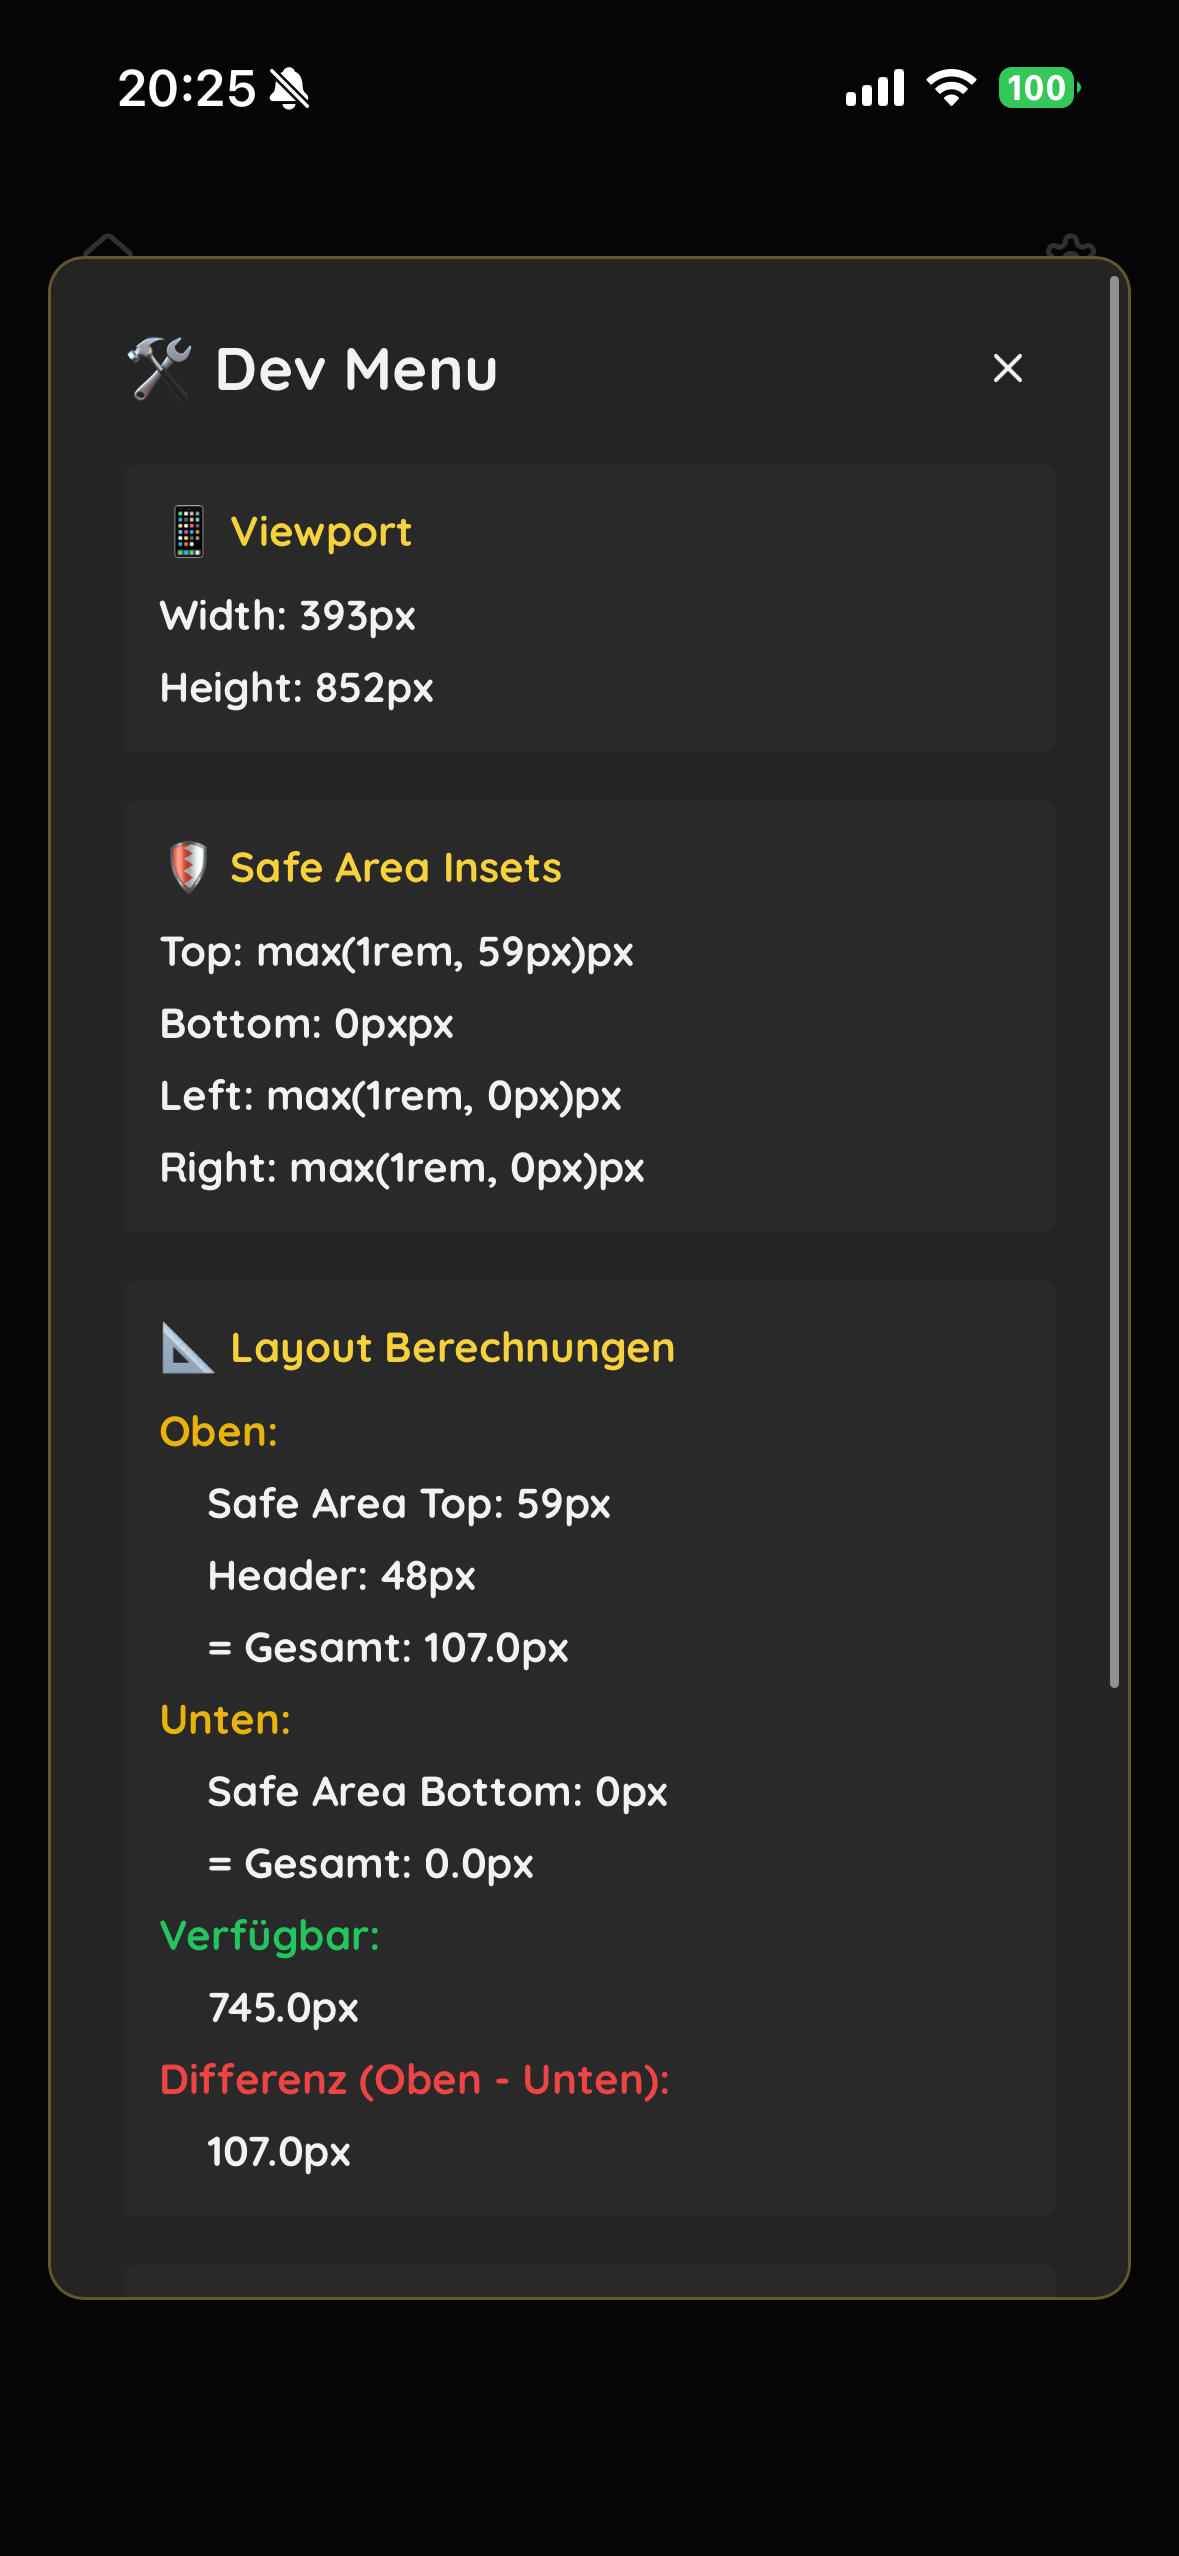 20:25
100
Dev Menu
Viewport
Width: 393px
Height: 852px
Safe Area Insets
Top: max(1rem, 59px)px
Bottom: 0pxpx
Left: max(1rem, 0px)px
Right: max(1rem, 0px)px
Layout Berechnungen
Oben:
Safe Area Top: 59px
Header: 48px
= Gesamt: 107.0px
Unten:
Safe Area Bottom: 0px
= Gesamt: 0.0px
Verfügbar:
745.0px
Differenz (Oben - Unten):
107.0px